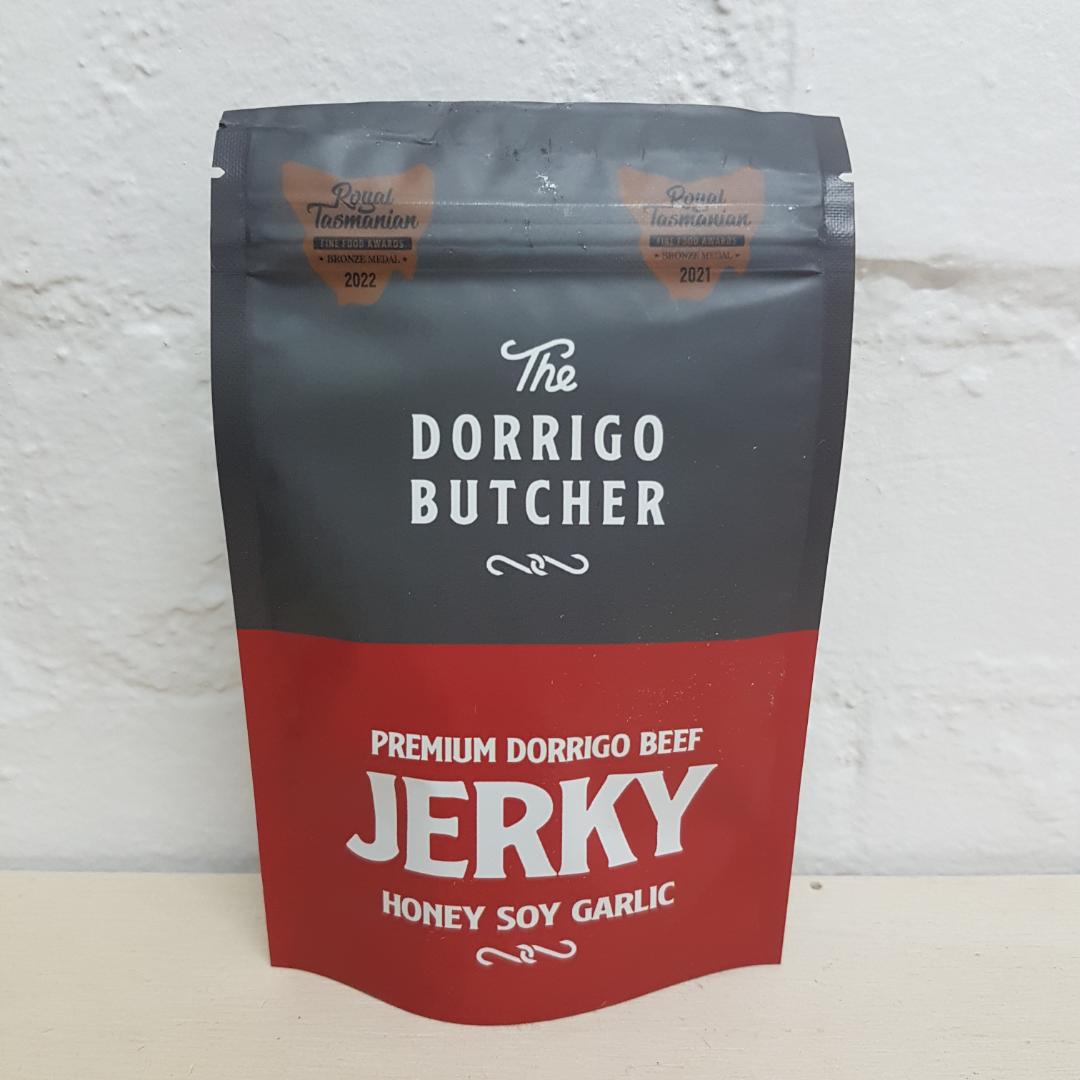 Royal
Tasmanian
FINE FOOD AWARDS
• BRONZE MEDAL •
2022
Royal
Tasmanian
FINE FOOD AWARDS
• BRONZE MEDAL •
2021
The
DORRIGO
BUTCHER
PREMIUM DORRIGO BEEF
JERKY
HONEY SOY GARLIC